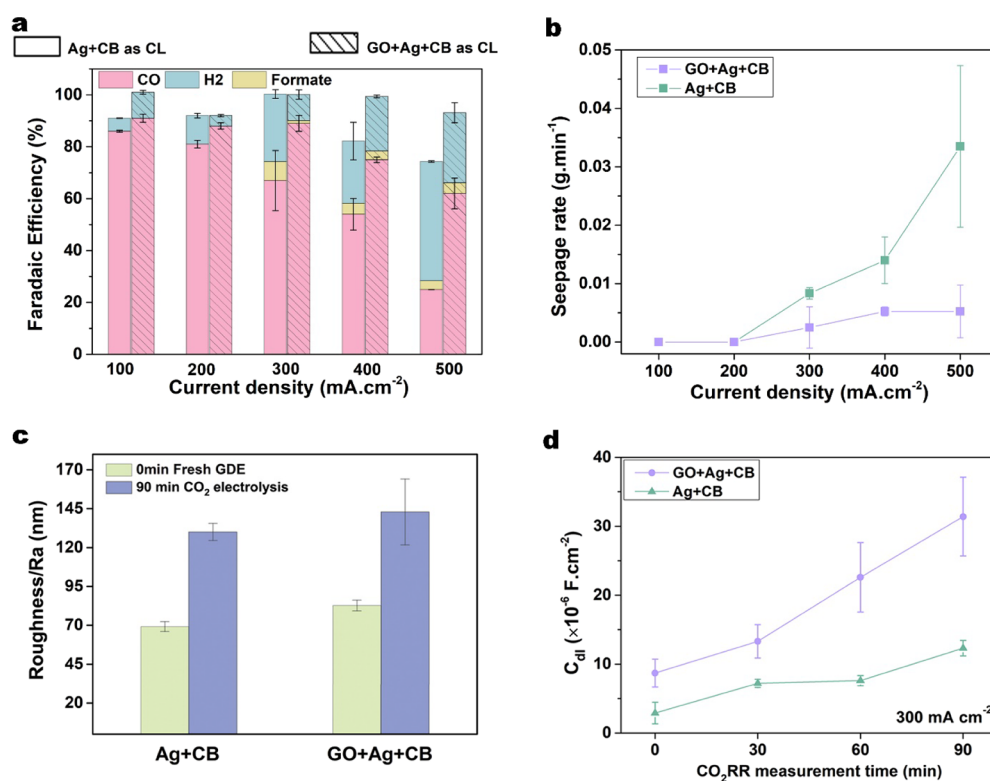 a
Ag+CB as CL
GO+Ag+CB as CL
CO
H2
Formate
Faradaic Efficiency (%)
100
80
60
40
20
0
100 200 300 400 500
Current density (mA.cm⁻²)
b
GO+Ag+CB
Ag+CB
Seepage rate (g.min⁻¹)
0.05
0.04
0.03
0.02
0.01
0.00
100 200 300 400 500
Current density (mA.cm⁻²)
c
0min Fresh GDE
90 min CO₂ electrolysis
Roughness/Ra (nm)
170
145
120
95
70
45
20
Ag+CB GO+Ag+CB
d
GO+Ag+CB
Ag+CB
C_dl (×10⁻⁶ F.cm⁻²)
40
30
20
10
0
300 mA cm⁻²
0 30 60 90
CO₂RR measurement time (min)